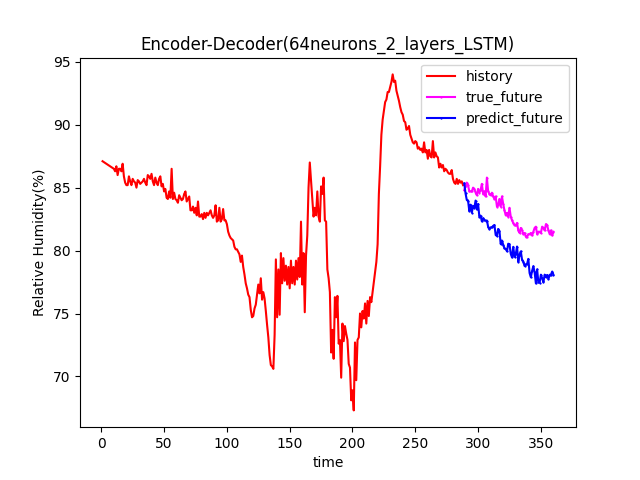 Encoder-Decoder(64neurons_2_layers_LSTM)
history
true_future
predict_future
Relative Humidity(%)
95
90
85
80
75
70
0 50 100 150 200 250 300 350
time